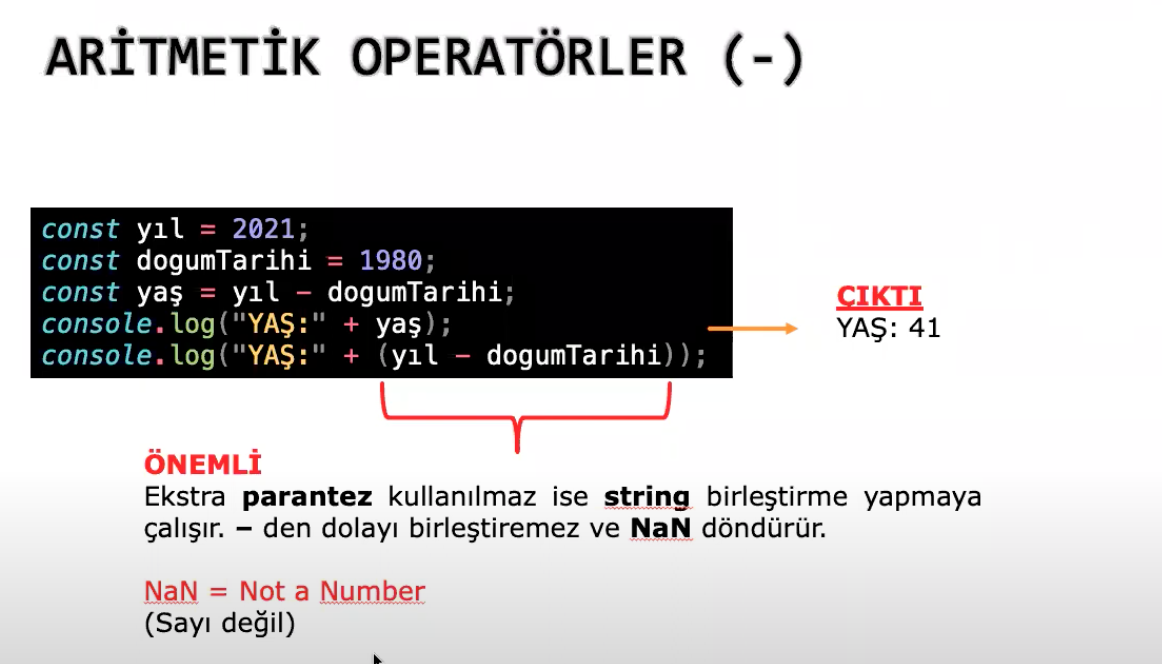 ARİTMETİK OPERATÖRLER (-)
const yıl = 2021;
const dogumTarihi = 1980;
const yaş = yıl - dogumTarihi;
console.log("YAŞ:" + yaş);
console.log("YAŞ:" + (yıl - dogumTarihi));
ÇIKTI
YAŞ: 41
ÖNEMLİ
Ekstra parantez kullanılmaz ise string birleştirme yapmaya
çalışır. – den dolayı birleştiremez ve NaN döndürür.
NaN = Not a Number
(Sayı değil)